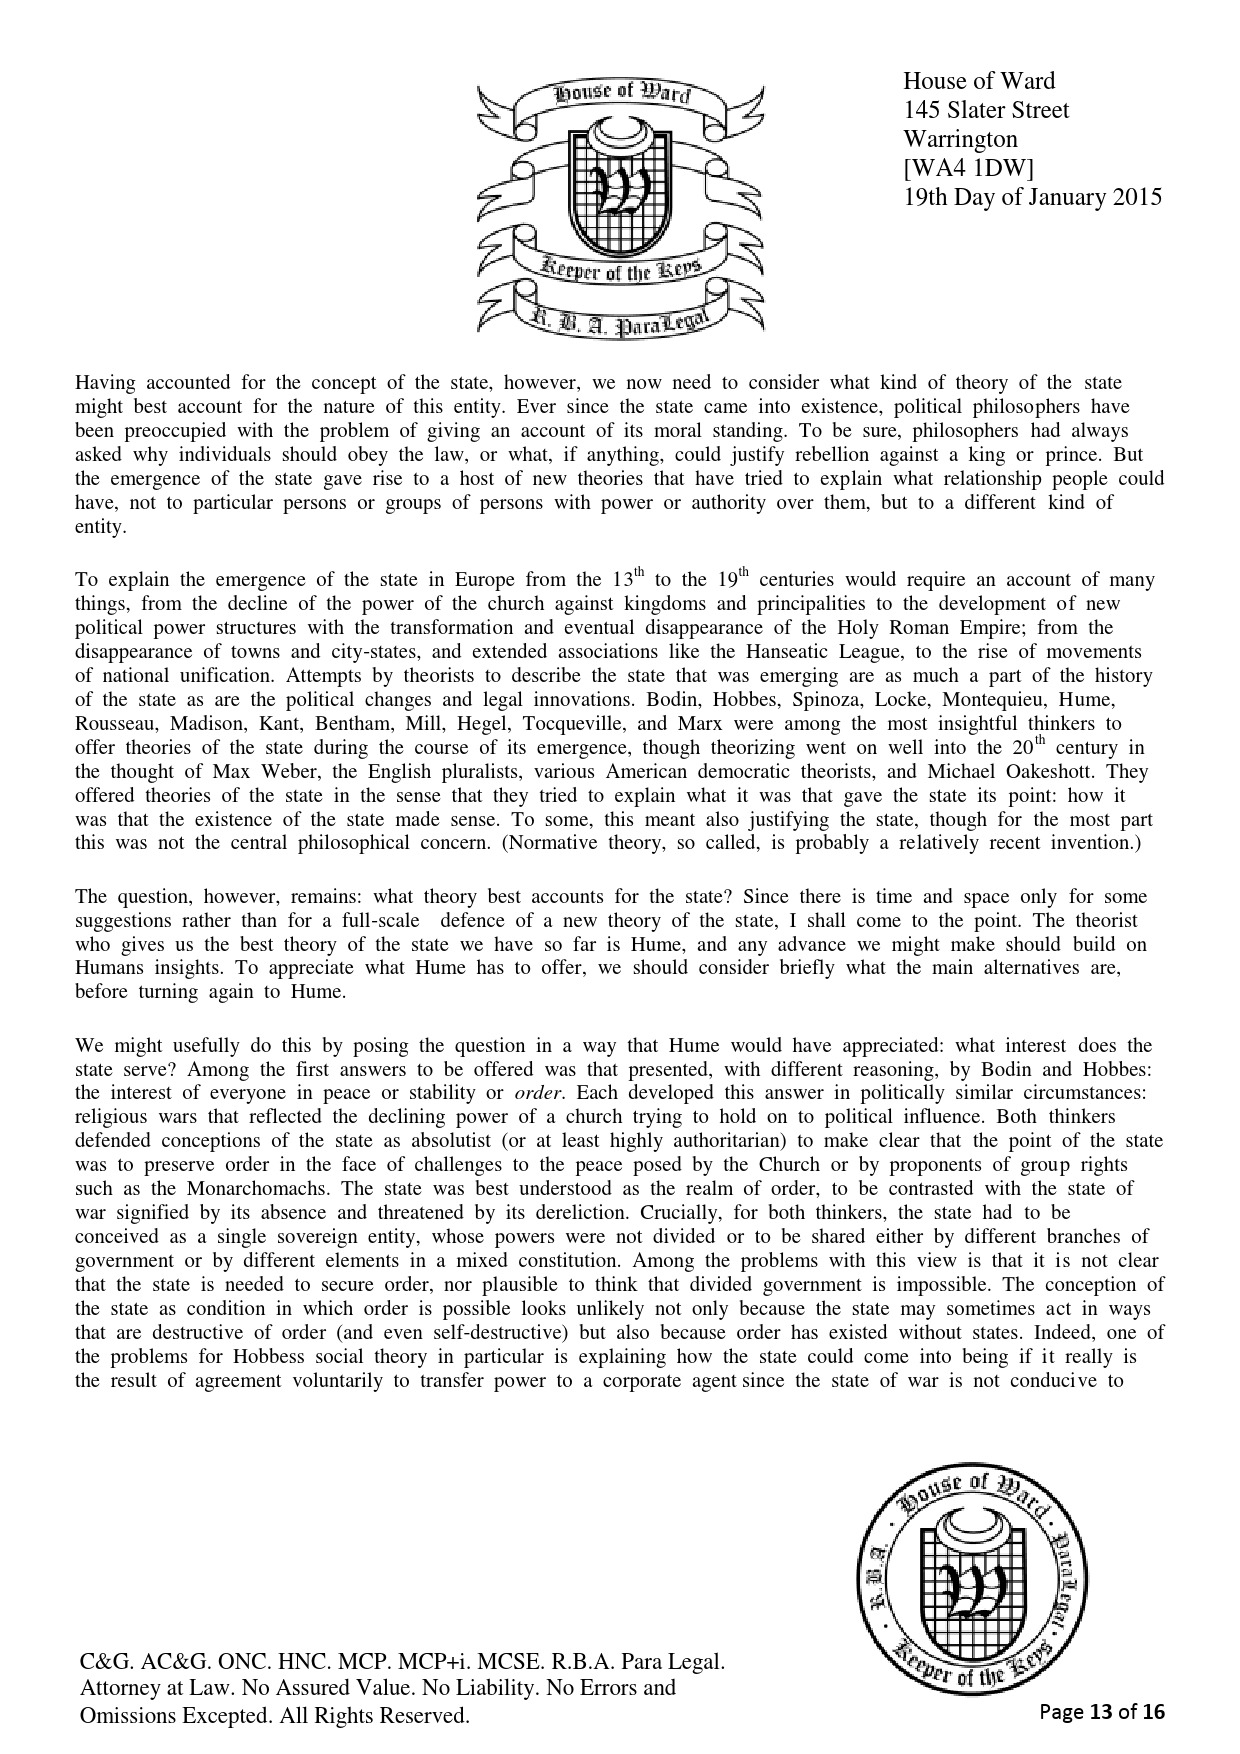 House of Ward
Keeper of the Keys
R. B. A. ParaLegal
House of Ward
145 Slater Street
Warrington
[WA4 1DW]
19th Day of January 2015
Having accounted for the concept of the state, however, we now need to consider what kind of theory of the state
might best account for the nature of this entity. Ever since the state came into existence, political philosophers have
been preoccupied with the problem of giving an account of its moral standing. To be sure, philosophers had always
asked why individuals should obey the law, or what, if anything, could justify rebellion against a king or prince. But
the emergence of the state gave rise to a host of new theories that have tried to explain what relationship people could
have, not to particular persons or groups of persons with power or authority over them, but to a different kind of
entity.
To explain the emergence of the state in Europe from the 13th to the 19th centuries would require an account of many
things, from the decline of the power of the church against kingdoms and principalities to the development of new
political power structures with the transformation and eventual disappearance of the Holy Roman Empire; from the
disappearance of towns and city-states, and extended associations like the Hanseatic League, to the rise of movements
of national unification. Attempts by theorists to describe the state that was emerging are as much a part of the history
of the state as are the political changes and legal innovations. Bodin, Hobbes, Spinoza, Locke, Montequieu, Hume,
Rousseau, Madison, Kant, Bentham, Mill, Hegel, Tocqueville, and Marx were among the most insightful thinkers to
offer theories of the state during the course of its emergence, though theorizing went on well into the 20th century in
the thought of Max Weber, the English pluralists, various American democratic theorists, and Michael Oakeshott. They
offered theories of the state in the sense that they tried to explain what it was that gave the state its point: how it
was that the existence of the state made sense. To some, this meant also justifying the state, though for the most part
this was not the central philosophical concern. (Normative theory, so called, is probably a relatively recent invention.)
The question, however, remains: what theory best accounts for the state? Since there is time and space only for some
suggestions rather than for a full-scale defence of a new theory of the state, I shall come to the point. The theorist
who gives us the best theory of the state we have so far is Hume, and any advance we might make should build on
Humans insights. To appreciate what Hume has to offer, we should consider briefly what the main alternatives are,
before turning again to Hume.
We might usefully do this by posing the question in a way that Hume would have appreciated: what interest does the
state serve? Among the first answers to be offered was that presented, with different reasoning, by Bodin and Hobbes:
the interest of everyone in peace or stability or order. Each developed this answer in politically similar circumstances:
religious wars that reflected the declining power of a church trying to hold on to political influence. Both thinkers
defended conceptions of the state as absolutist (or at least highly authoritarian) to make clear that the point of the state
was to preserve order in the face of challenges to the peace posed by the Church or by proponents of group rights
such as the Monarchomachs. The state was best understood as the realm of order, to be contrasted with the state of
war signified by its absence and threatened by its dereliction. Crucially, for both thinkers, the state had to be
conceived as a single sovereign entity, whose powers were not divided or to be shared either by different branches of
government or by different elements in a mixed constitution. Among the problems with this view is that it is not clear
that the state is needed to secure order, nor plausible to think that divided government is impossible. The conception of
the state as condition in which order is possible looks unlikely not only because the state may sometimes act in ways
that are destructive of order (and even self-destructive) but also because order has existed without states. Indeed, one of
the problems for Hobbess social theory in particular is explaining how the state could come into being if it really is
the result of agreement voluntarily to transfer power to a corporate agent since the state of war is not conducive to
· R.B.A. · House of Ward · ParaLegal ·
Keeper of the Keys
C&G. AC&G. ONC. HNC. MCP. MCP+i. MCSE. R.B.A. Para Legal.
Attorney at Law. No Assured Value. No Liability. No Errors and
Omissions Excepted. All Rights Reserved.
Page 13 of 16